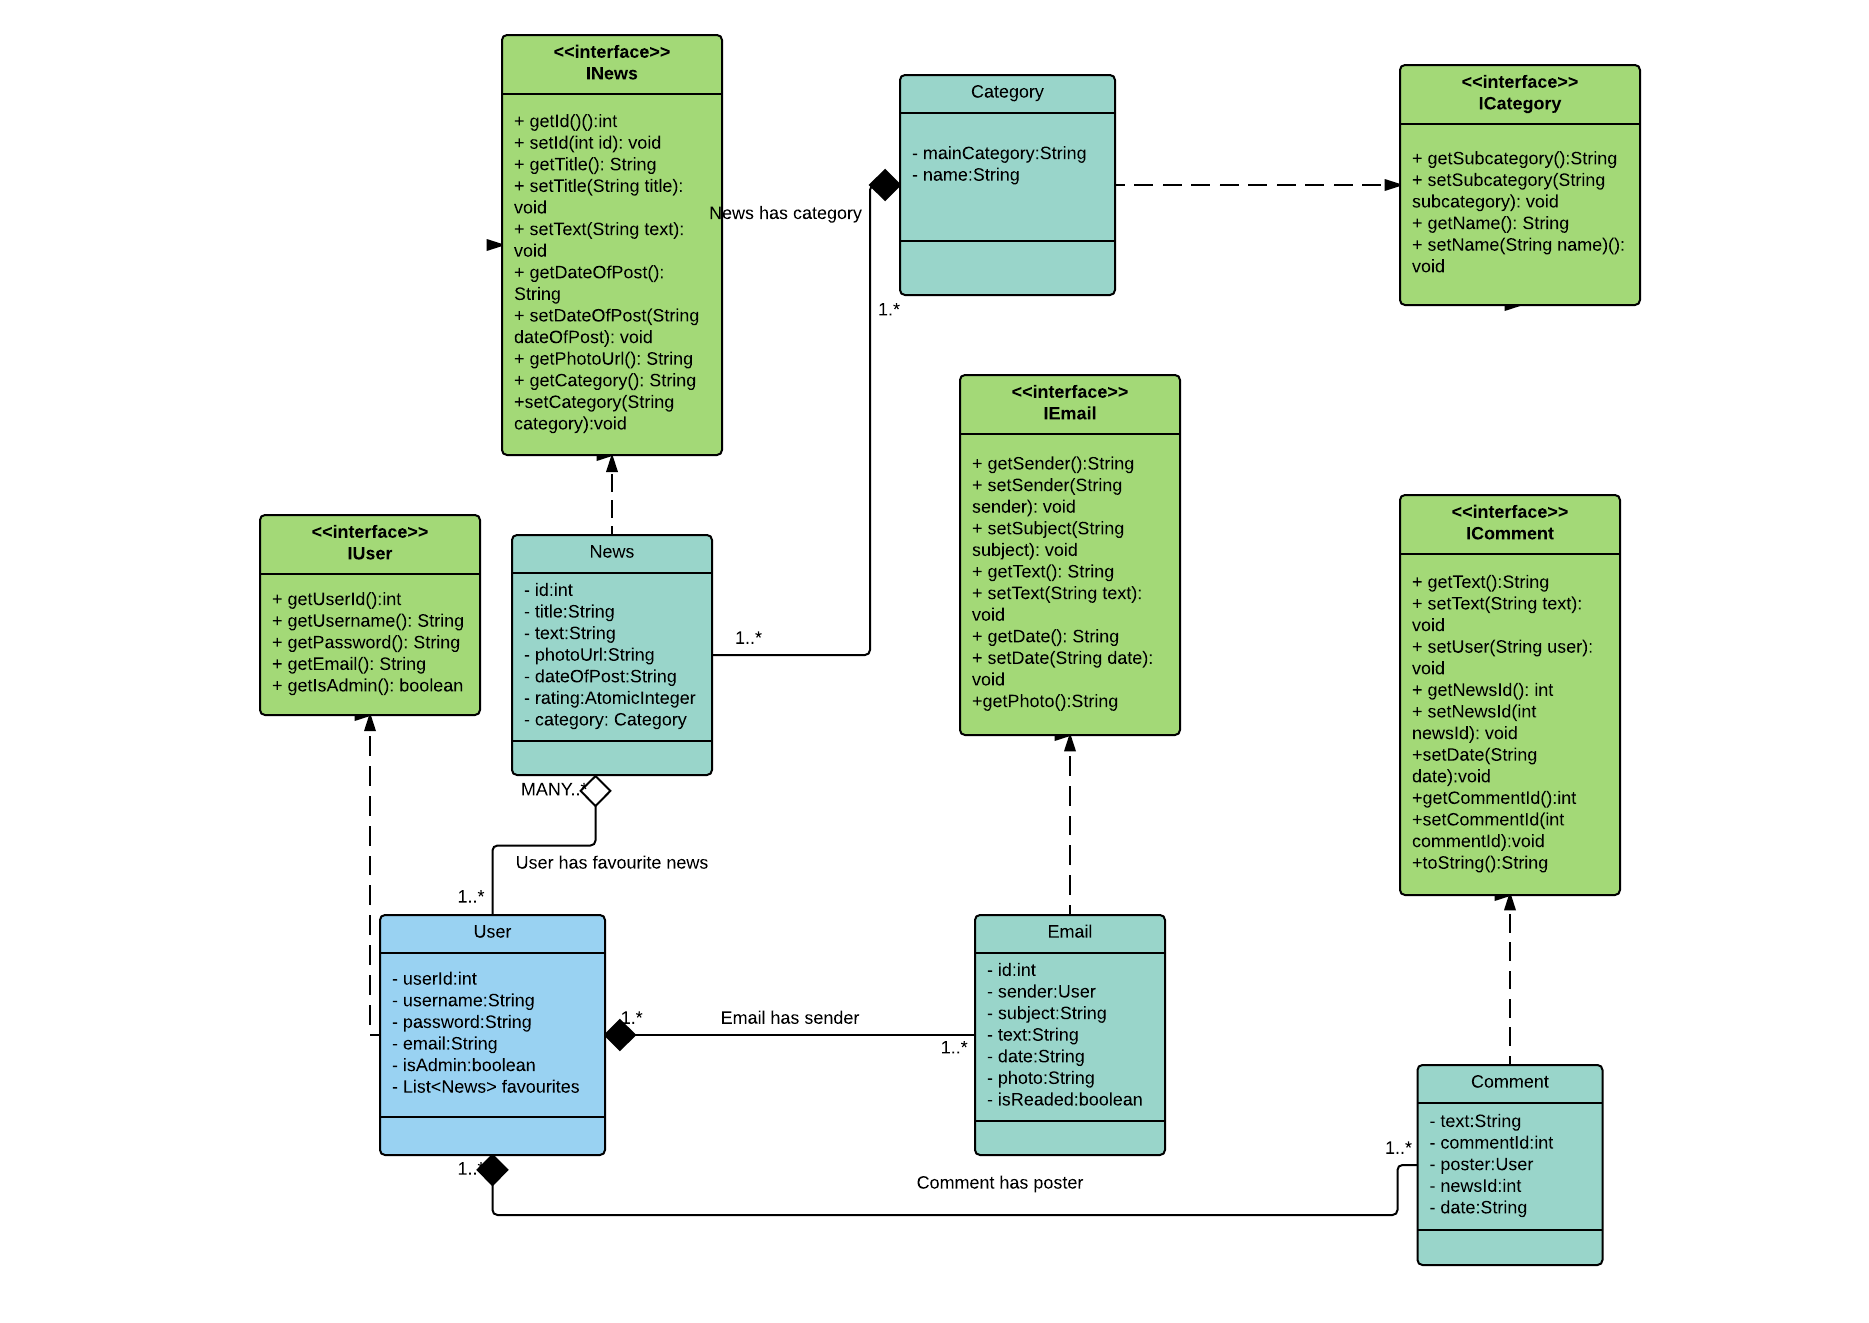 <<interface>>
INews
+ getId()():int
+ setId(int id): void
+ getTitle(): String
+ setTitle(String title):
void
+ setText(String text):
void
+ getDateOfPost():
String
+ setDateOfPost(String
dateOfPost): void
+ getPhotoUrl(): String
+ getCategory(): String
+setCategory(String
category):void
Category
- mainCategory:String
- name:String
<<interface>>
ICategory
+ getSubcategory():String
+ setSubcategory(String
subcategory): void
+ getName(): String
+ setName(String name)():
void
News has category
1.*
1..*
<<interface>>
IEmail
+ getSender():String
+ setSender(String
sender): void
+ setSubject(String
subject): void
+ getText(): String
+ setText(String text):
void
+ getDate(): String
+ setDate(String date):
void
+getPhoto():String
<<interface>>
IComment
+ getText():String
+ setText(String text):
void
+ setUser(String user):
void
+ getNewsId(): int
+ setNewsId(int
newsId): void
+setDate(String
date):void
+getCommentId():int
+setCommentId(int
commentId):void
+toString():String
<<interface>>
IUser
+ getUserId():int
+ getUsername(): String
+ getPassword(): String
+ getEmail(): String
+ getIsAdmin(): boolean
News
- id:int
- title:String
- text:String
- photoUrl:String
- dateOfPost:String
- rating:AtomicInteger
- category: Category
MANY..*
User has favourite news
1..*
User
- userId:int
- username:String
- password:String
- email:String
- isAdmin:boolean
- List<News> favourites
1.*
Email has sender
1..*
Email
- id:int
- sender:User
- subject:String
- text:String
- date:String
- photo:String
- isReaded:boolean
1..*
Comment has poster
1..*
Comment
- text:String
- commentId:int
- poster:User
- newsId:int
- date:String